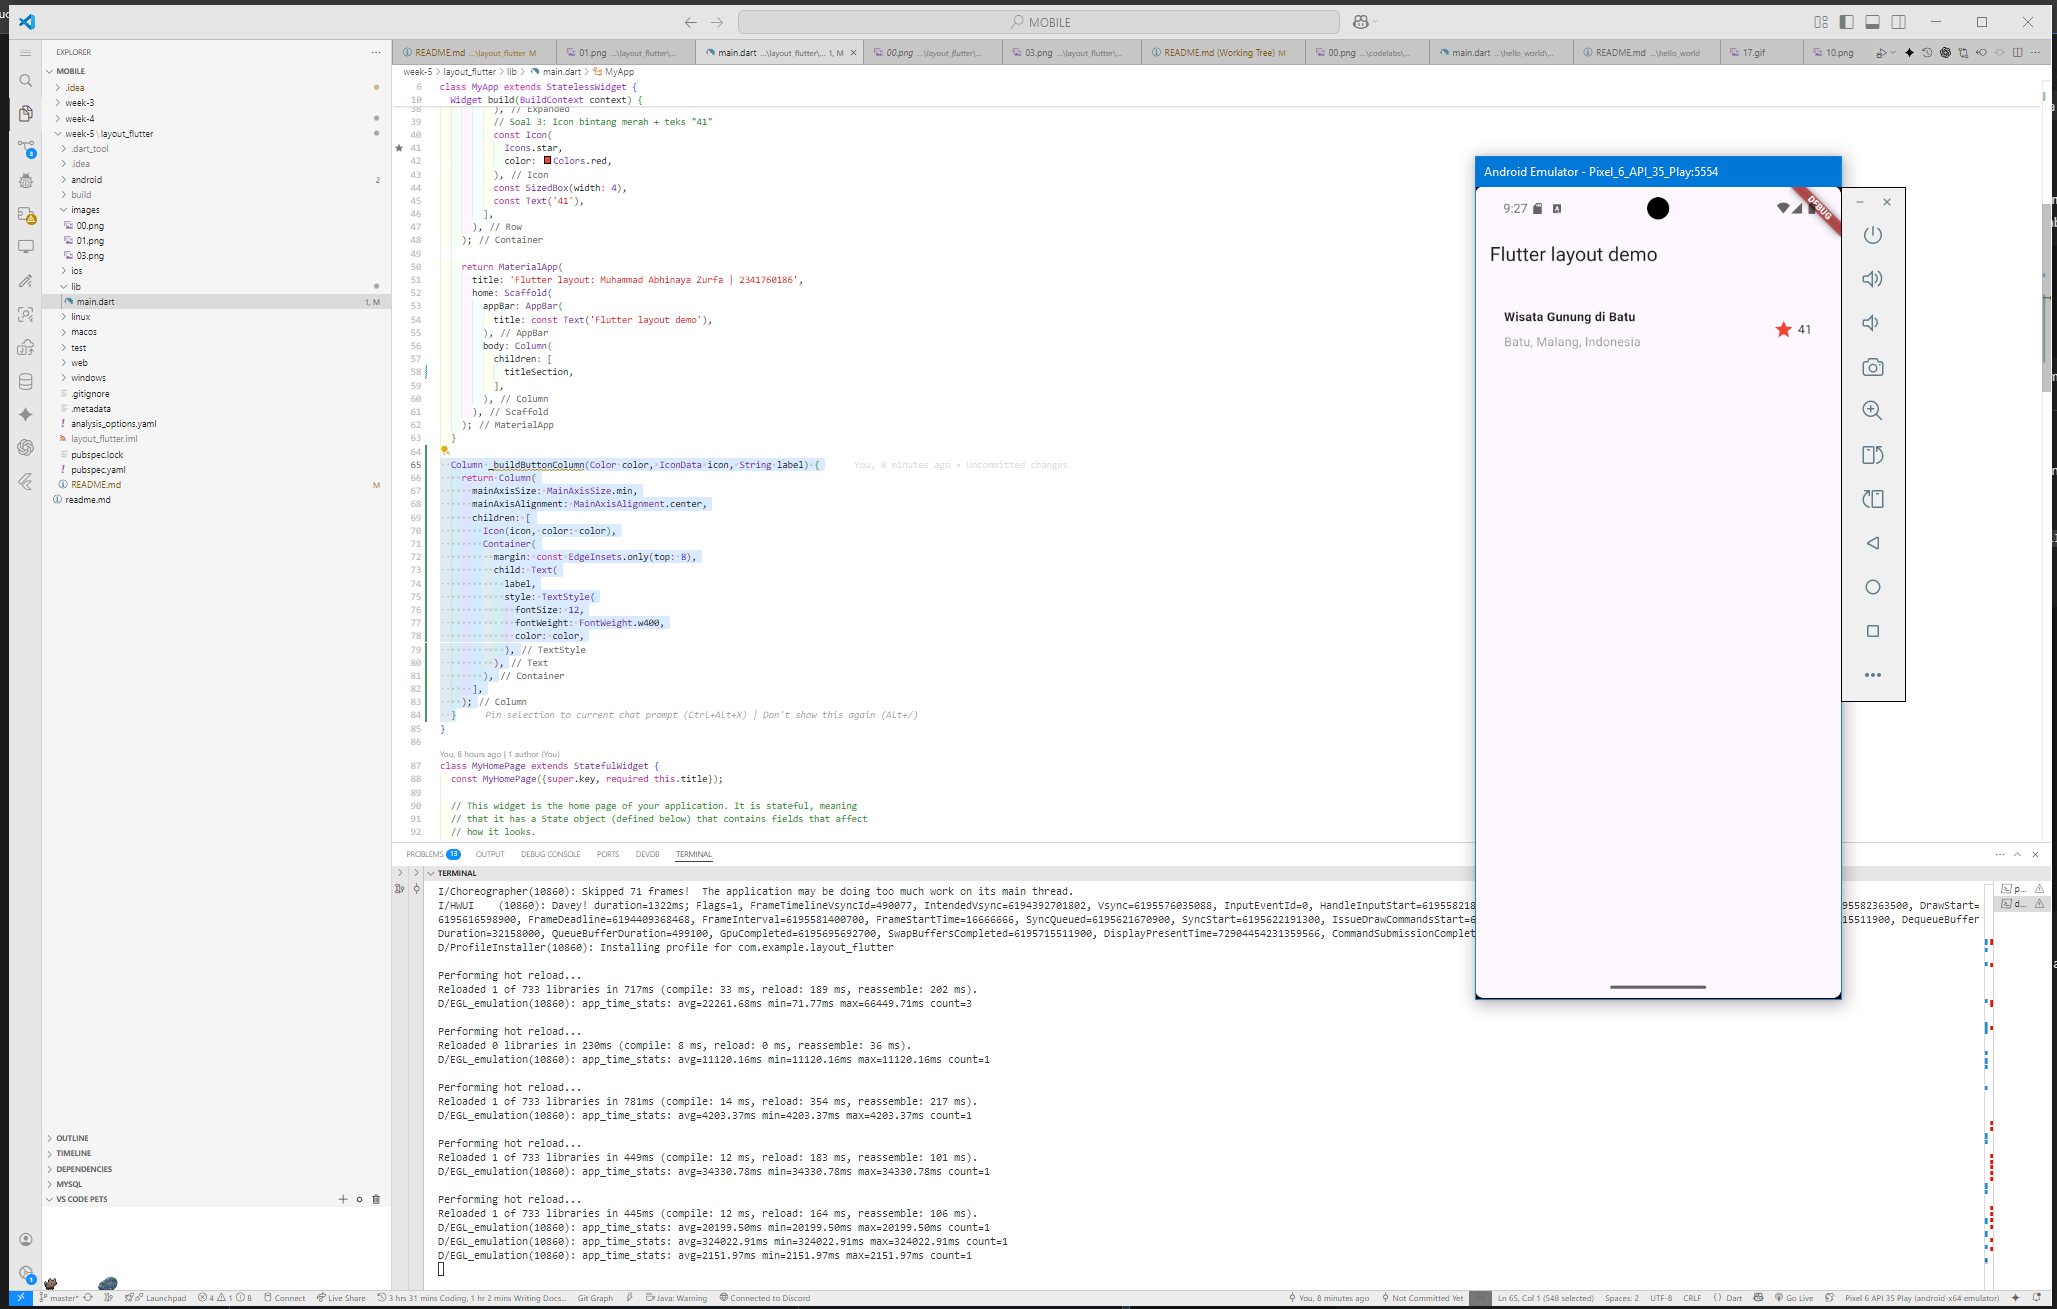 MOBILE
EXPLORER
MOBILE
.idea
week-3
week-4
week-5 \ layout_flutter
.dart_tool
.idea
android 2
build
images
00.png
01.png
03.png
ios
lib
main.dart 1, M
linux
macos
test
web
windows
.gitignore
.metadata
analysis_options.yaml
layout_flutter.iml
pubspec.lock
pubspec.yaml
README.md M
readme.md
OUTLINE
TIMELINE
DEPENDENCIES
MYSQL
VS CODE PETS
README.md ...\layout_flutter M
01.png ...\layout_flutter\...
main.dart ...\layout_flutter\... 1, M
00.png ...\layout_flutter\...
03.png ...\layout_flutter\...
README.md (Working Tree) M
00.png ...\codelabs\...
main.dart ...\hello_world\...
README.md ...\hello_world
17.gif
10.png
week-5 > layout_flutter > lib > main.dart > MyApp
6 class MyApp extends StatelessWidget {
10 Widget build(BuildContext context) {
38 ), // Expanded
39 // Soal 3: Icon bintang merah + teks "41"
40 const Icon(
41 Icons.star,
42 color: Colors.red,
43 ), // Icon
44 const SizedBox(width: 4),
45 const Text('41'),
46 ],
47 ), // Row
48 ); // Container
49
50 return MaterialApp(
51 title: 'Flutter layout: Muhammad Abhinaya Zurfa | 2341760186',
52 home: Scaffold(
53 appBar: AppBar(
54 title: const Text('Flutter layout demo'),
55 ), // AppBar
56 body: Column(
57 children: [
58 titleSection,
59 ],
60 ), // Column
61 ), // Scaffold
62 ); // MaterialApp
63 }
64
65 Column _buildButtonColumn(Color color, IconData icon, String label) { You, 8 minutes ago • Uncommitted changes
66 return Column(
67 mainAxisSize: MainAxisSize.min,
68 mainAxisAlignment: MainAxisAlignment.center,
69 children: [
70 Icon(icon, color: color),
71 Container(
72 margin: const EdgeInsets.only(top: 8),
73 child: Text(
74 label,
75 style: TextStyle(
76 fontSize: 12,
77 fontWeight: FontWeight.w400,
78 color: color,
79 ), // TextStyle
80 ), // Text
81 ), // Container
82 ],
83 ); // Column
84 } Pin selection to current chat prompt (Ctrl+Alt+X) | Don't show this again (Alt+/)
85 }
86
You, 8 hours ago | 1 author (You)
87 class MyHomePage extends StatefulWidget {
88 const MyHomePage({super.key, required this.title});
89
90 // This widget is the home page of your application. It is stateful, meaning
91 // that it has a State object (defined below) that contains fields that affect
92 // how it looks.
Android Emulator - Pixel_6_API_35_Play:5554
9:27
DEBUG
Flutter layout demo
Wisata Gunung di Batu
Batu, Malang, Indonesia
41
PROBLEMS 13 OUTPUT DEBUG CONSOLE PORTS DEVDB TERMINAL
TERMINAL
I/Choreographer(10860): Skipped 71 frames! The application may be doing too much work on its main thread.
I/HWUI (10860): Davey! duration=1322ms; Flags=1, FrameTimelineVsyncId=490077, IntendedVsync=6194392701802, Vsync=6195576035088, InputEventId=0, HandleInputStart=619558218 95582363500, DrawStart=
6195616598900, FrameDeadline=6194409368468, FrameInterval=6195581400700, FrameStartTime=16666666, SyncQueued=6195621670900, SyncStart=6195622191300, IssueDrawCommandsStart=6 15511900, DequeueBuffer
Duration=32158000, QueueBufferDuration=499100, GpuCompleted=6195695692700, SwapBuffersCompleted=6195715511900, DisplayPresentTime=72904454231359566, CommandSubmissionComplet
D/ProfileInstaller(10860): Installing profile for com.example.layout_flutter
Performing hot reload...
Reloaded 1 of 733 libraries in 717ms (compile: 33 ms, reload: 189 ms, reassemble: 202 ms).
D/EGL_emulation(10860): app_time_stats: avg=22261.68ms min=71.77ms max=66449.71ms count=3
Performing hot reload...
Reloaded 0 libraries in 230ms (compile: 8 ms, reload: 0 ms, reassemble: 36 ms).
D/EGL_emulation(10860): app_time_stats: avg=11120.16ms min=11120.16ms max=11120.16ms count=1
Performing hot reload...
Reloaded 1 of 733 libraries in 781ms (compile: 14 ms, reload: 354 ms, reassemble: 217 ms).
D/EGL_emulation(10860): app_time_stats: avg=4203.37ms min=4203.37ms max=4203.37ms count=1
Performing hot reload...
Reloaded 1 of 733 libraries in 449ms (compile: 12 ms, reload: 183 ms, reassemble: 101 ms).
D/EGL_emulation(10860): app_time_stats: avg=34330.78ms min=34330.78ms max=34330.78ms count=1
Performing hot reload...
Reloaded 1 of 733 libraries in 445ms (compile: 12 ms, reload: 164 ms, reassemble: 106 ms).
D/EGL_emulation(10860): app_time_stats: avg=20199.50ms min=20199.50ms max=20199.50ms count=1
D/EGL_emulation(10860): app_time_stats: avg=324022.91ms min=324022.91ms max=324022.91ms count=1
D/EGL_emulation(10860): app_time_stats: avg=2151.97ms min=2151.97ms max=2151.97ms count=1
p...
d...
master* Launchpad 4 1 8 Connect Live Share 3 hrs 31 mins Coding, 1 hr 2 mins Writing Docs... Git Graph Java: Warning Connected to Discord You, 8 minutes ago Not Committed Yet Ln 65, Col 1 (548 selected) Spaces: 2 UTF-8 CRLF { } Dart Go Live Pixel 6 API 35 Play (android-x64 emulator)